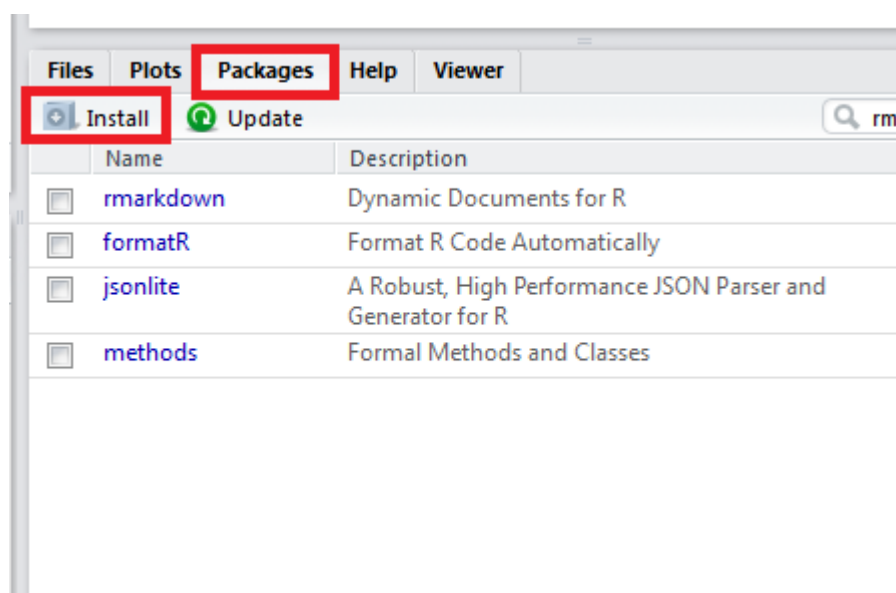 Files Plots Packages Help Viewer
Install Update rm
Name Description
rmarkdown Dynamic Documents for R
formatR Format R Code Automatically
jsonlite A Robust, High Performance JSON Parser and
Generator for R
methods Formal Methods and Classes